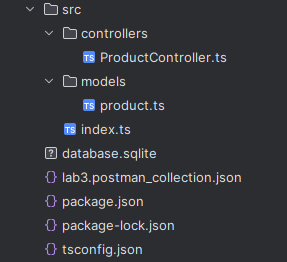 src
controllers
TS ProductController.ts
models
TS product.ts
TS index.ts
? database.sqlite
{} lab3.postman_collection.json
{} package.json
{} package-lock.json
{} tsconfig.json